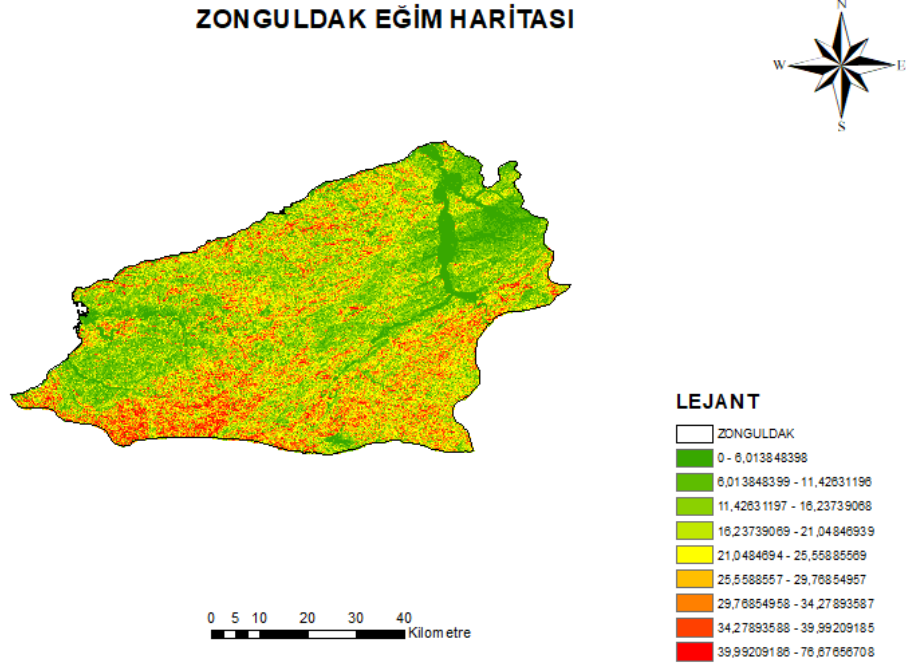 ZONGULDAK EĞİM HARİTASI
N
W
E
S
LEJANT
ZONGULDAK
0 - 6,013848398
6,013848399 - 11,42631196
11,42631197 - 16,23739068
16,23739069 - 21,04846939
21,0484694 - 25,55885569
25,5588557 - 29,76854957
29,76854958 - 34,27893587
34,27893588 - 39,99209185
39,99209186 - 76,67656708
0 5 10 20 30 40
Kilometre